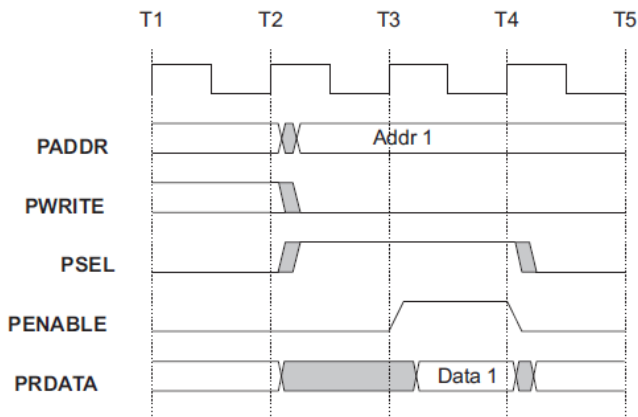 T1 T2 T3 T4 T5
PADDR Addr 1
PWRITE
PSEL
PENABLE
PRDATA Data 1